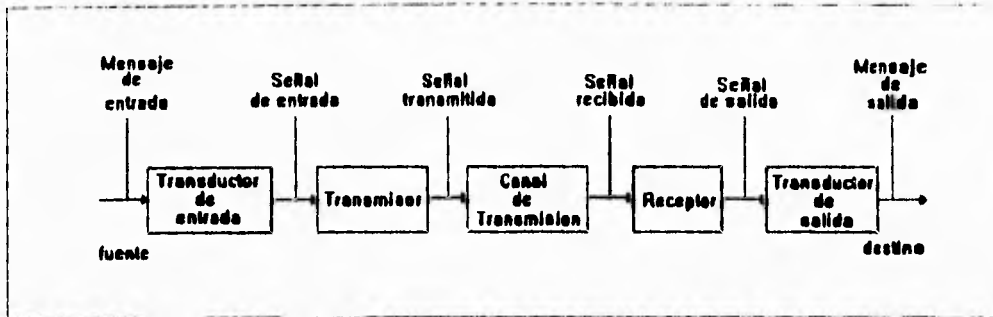 Mensaje
de
entrada
Señal
de entrada
Señal
transmitida
Señal
recibida
Señal
de salida
Mensaje
de
salida
Transductor
de
entrada
Transmisor
Canal
de
Transmision
Receptor
Transductor
de
salida
fuente
destino